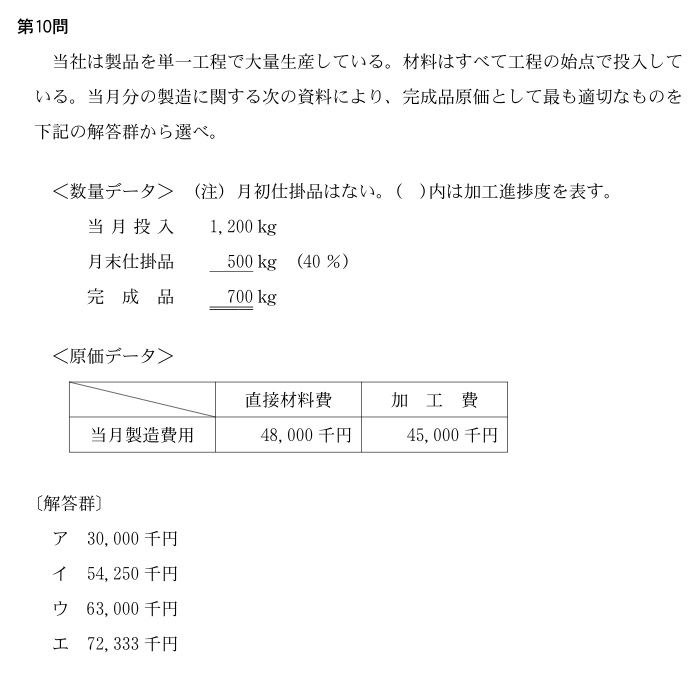 第10問
当社は製品を単一工程で大量生産している。材料はすべて工程の始点で投入して
いる。当月分の製造に関する次の資料により、完成品原価として最も適切なものを
下記の解答群から選べ。
＜数量データ＞ （注） 月初仕掛品はない。（ ）内は加工進捗度を表す。
当月投入 1,200 kg
月末仕掛品 500 kg （40 %）
完成品 700 kg
＜原価データ＞
直接材料費 加工費
当月製造費用 48,000 千円 45,000 千円
〔解答群〕
ア 30,000 千円
イ 54,250 千円
ウ 63,000 千円
エ 72,333 千円